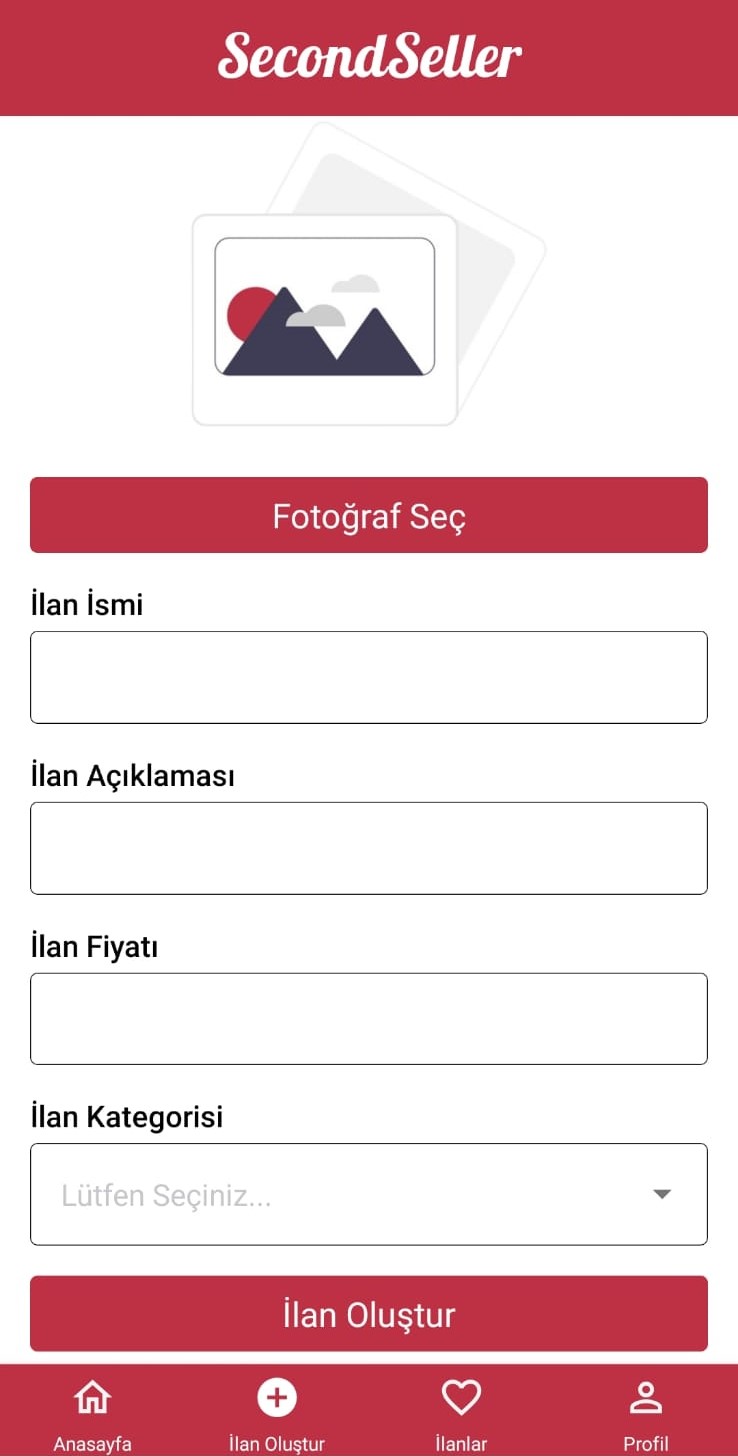 SecondSeller
Fotoğraf Seç
İlan İsmi
İlan Açıklaması
İlan Fiyatı
İlan Kategorisi
Lütfen Seçiniz...
İlan Oluştur
Anasayfa
İlan Oluştur
İlanlar
Profil